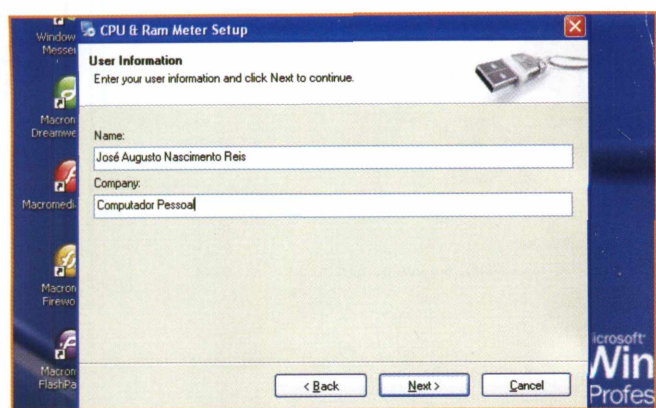 CPU & Ram Meter Setup
User Information
Enter your user information and click Next to continue.
Name:
José Augusto Nascimento Reis
Company:
Computador Pessoal
< Back
Next >
Cancel
Window
Messe
Macron
Dreamwe
Macromedi
Macron
Firewo
Macron
FlashPa
icrosoft
Win
Profes